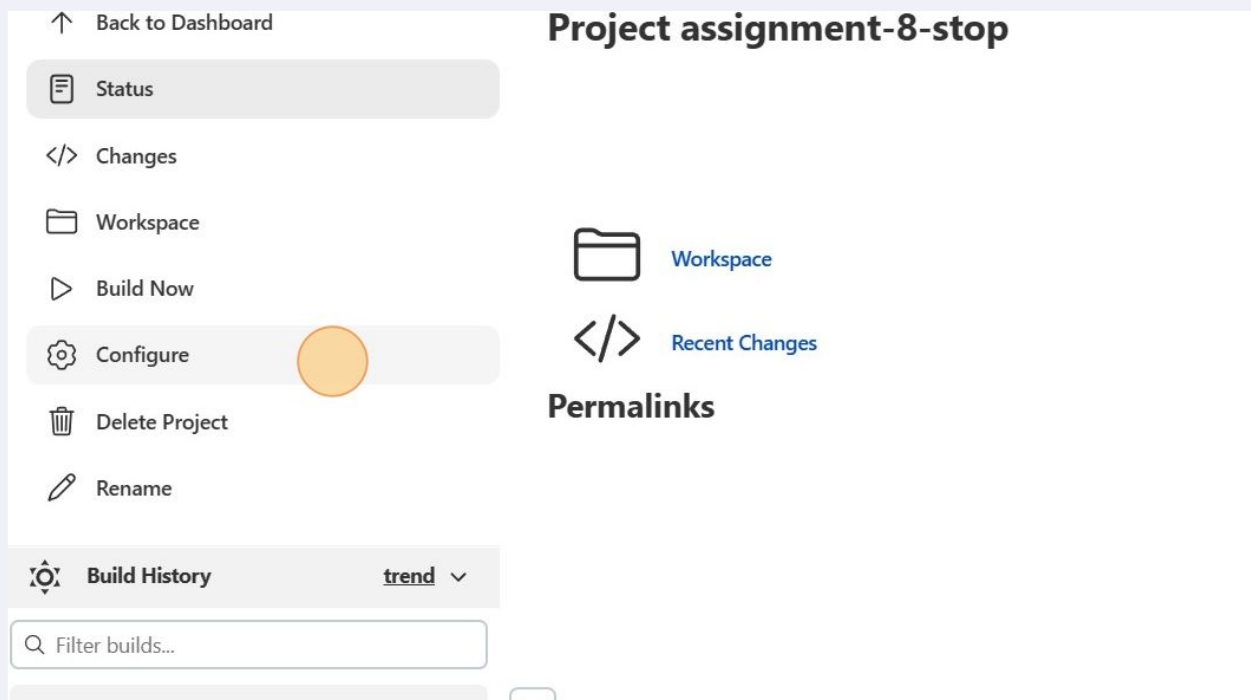 Back to Dashboard
Status
Changes
Workspace
Build Now
Configure
Delete Project
Rename
Build History trend
Filter builds...
Project assignment-8-stop
Workspace
Recent Changes
Permalinks